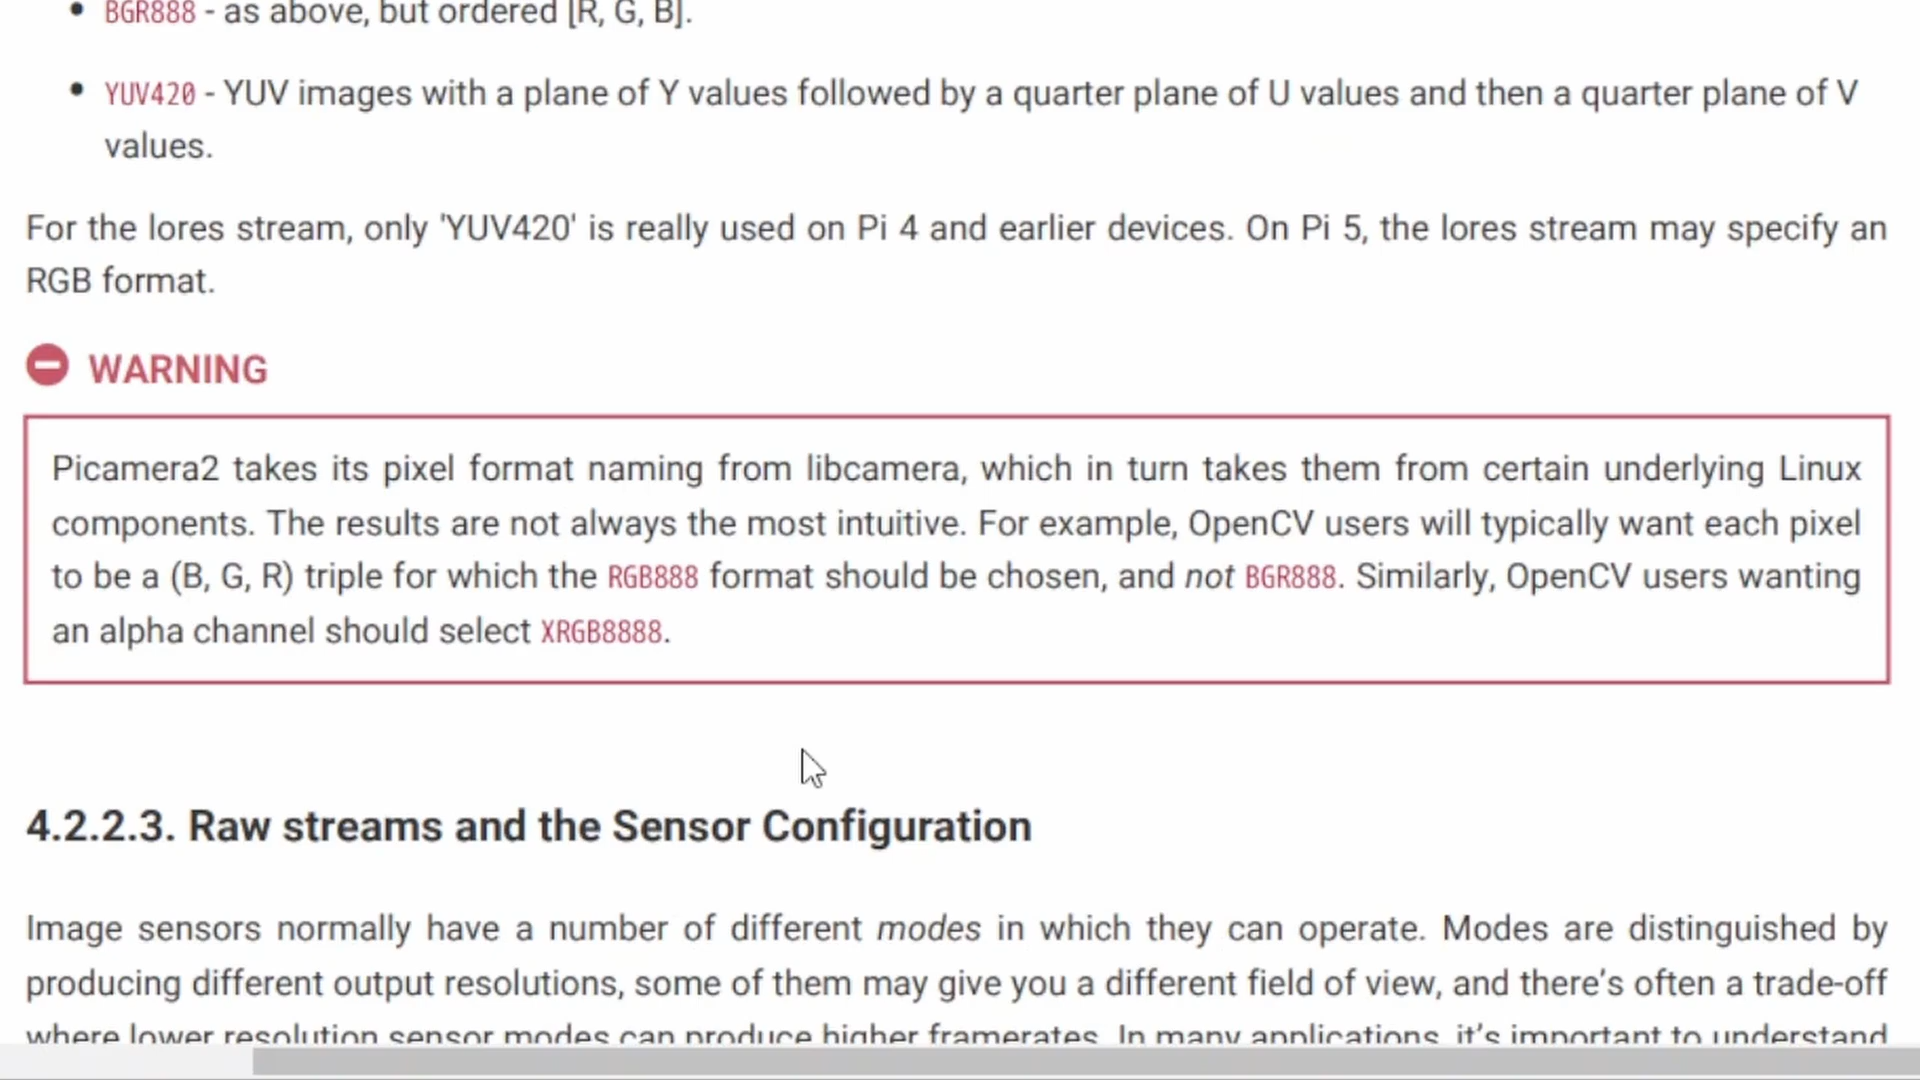 BGR888 - as above, but ordered [R, G, B].
YUV420 - YUV images with a plane of Y values followed by a quarter plane of U values and then a quarter plane of V
values.
For the lores stream, only 'YUV420' is really used on Pi 4 and earlier devices. On Pi 5, the lores stream may specify an
RGB format.
WARNING
Picamera2 takes its pixel format naming from libcamera, which in turn takes them from certain underlying Linux
components. The results are not always the most intuitive. For example, OpenCV users will typically want each pixel
to be a (B, G, R) triple for which the RGB888 format should be chosen, and not BGR888. Similarly, OpenCV users wanting
an alpha channel should select XRGB8888.
4.2.2.3. Raw streams and the Sensor Configuration
Image sensors normally have a number of different modes in which they can operate. Modes are distinguished by
producing different output resolutions, some of them may give you a different field of view, and there’s often a trade-off
where lower resolution sensor modes can produce higher framerates. In many applications, it’s important to understand